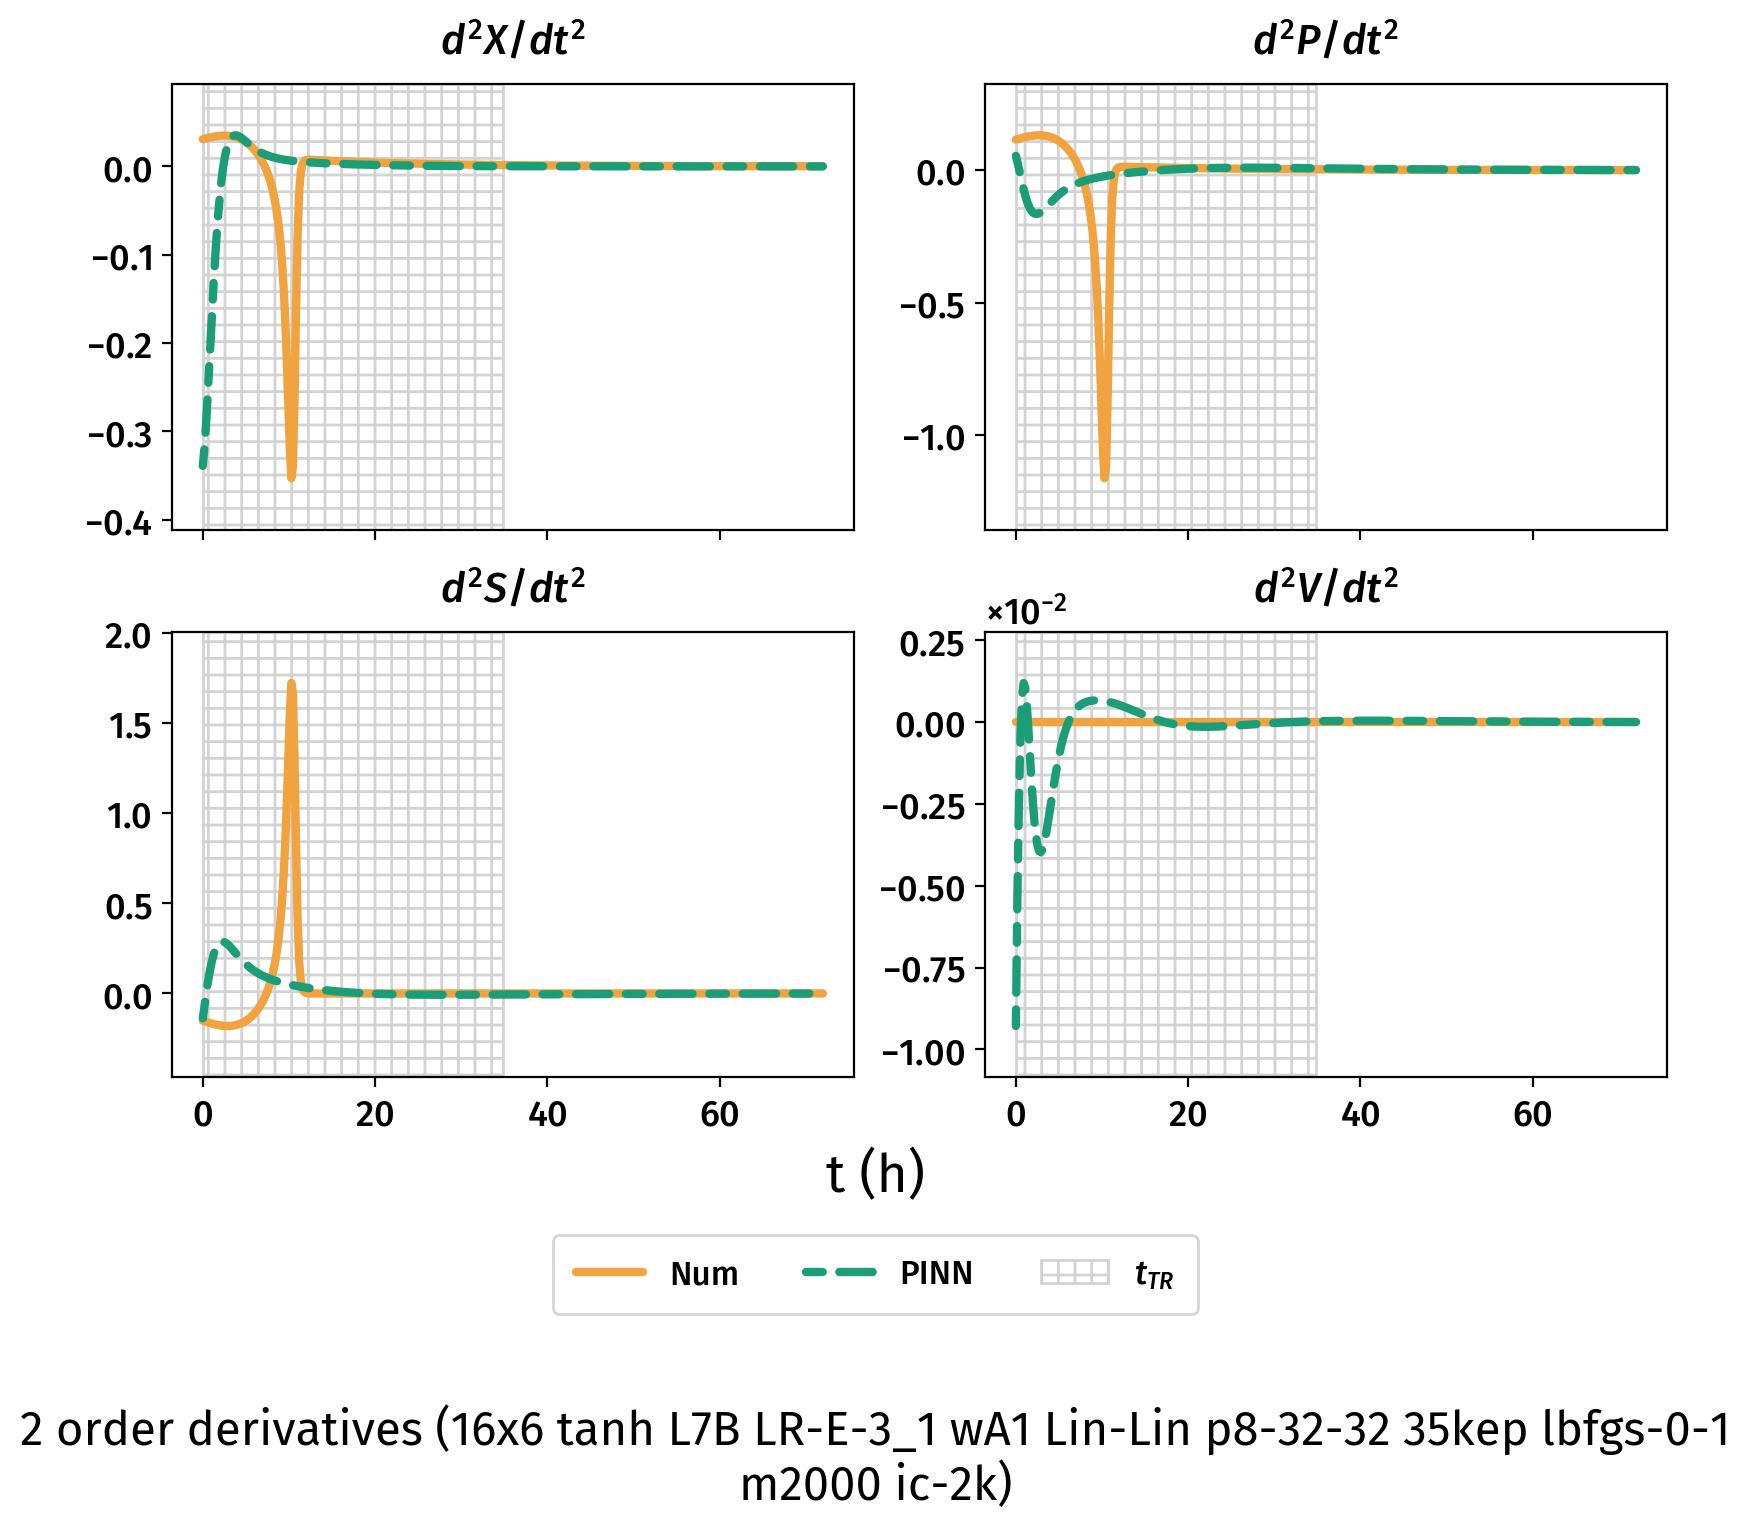 d²X/dt²
d²P/dt²
0.0
−0.1
−0.2
−0.3
−0.4
0.0
−0.5
−1.0
d²S/dt²
d²V/dt²
×10⁻²
2.0
1.5
1.0
0.5
0.0
0.25
0.00
−0.25
−0.50
−0.75
−1.00
0 20 40 60
0 20 40 60
t (h)
Num PINN t_TR
2 order derivatives (16x6 tanh L7B LR-E-3_1 wA1 Lin-Lin p8-32-32 35kep lbfgs-0-1
m2000 ic-2k)